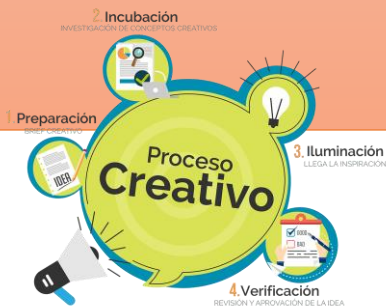 2.Incubación
INVESTIGACIÓN DE CONCEPTOS CREATIVOS
1.Preparación
BRIEF CREATIVO
IDEA
Proceso
Creativo
3.Iluminación
LLEGA LA INSPIRACIÓN
GOOD
BAD
4.Verificación
REVISIÓN Y APROVACIÓN DE LA IDEA